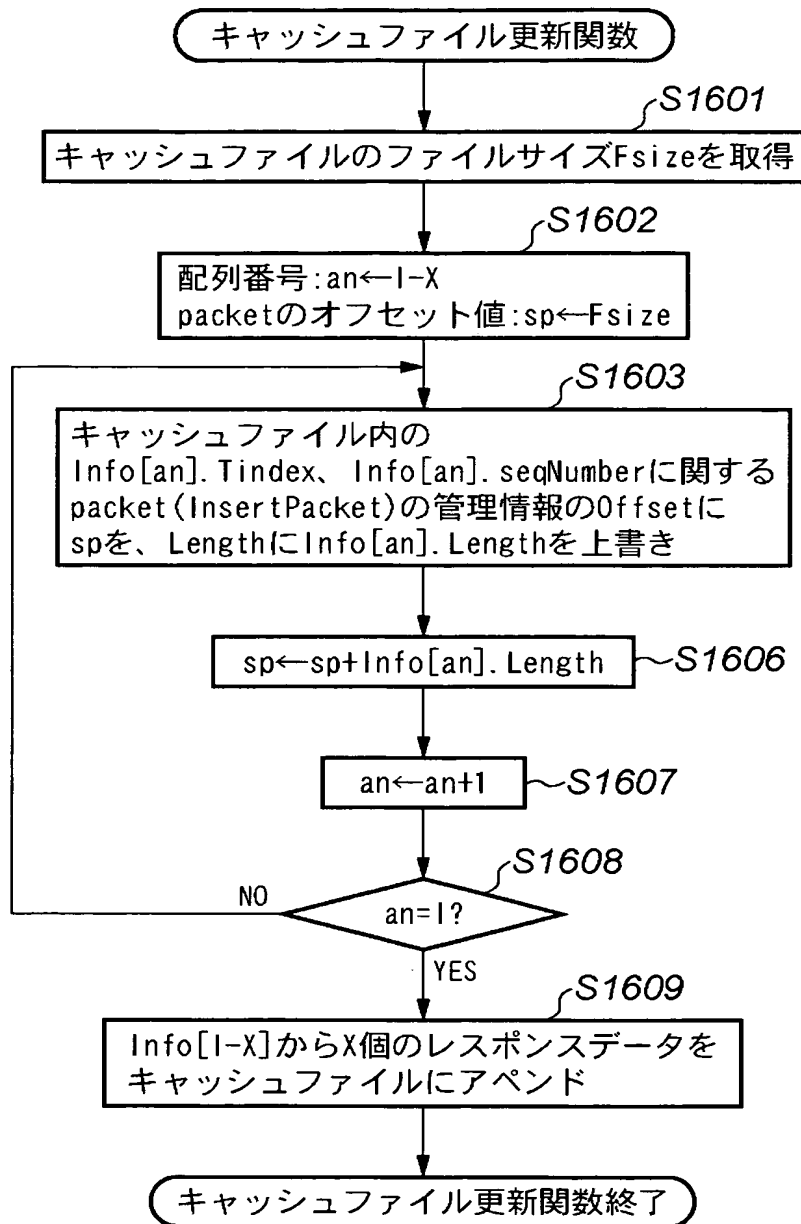 キャッシュファイル更新関数
S1601
キャッシュファイルのファイルサイズFsizeを取得
S1602
配列番号:an←I-X
packetのオフセット値:sp←Fsize
S1603
キャッシュファイル内の
Info[an].Tindex、Info[an].seqNumberに関する
packet(InsertPacket)の管理情報のOffsetに
spを、LengthにInfo[an].Lengthを上書き
sp←sp+Info[an].Length
S1606
an←an+1
S1607
S1608
NO
an=I?
YES
S1609
Info[I-X]からX個のレスポンスデータを
キャッシュファイルにアペンド
キャッシュファイル更新関数終了